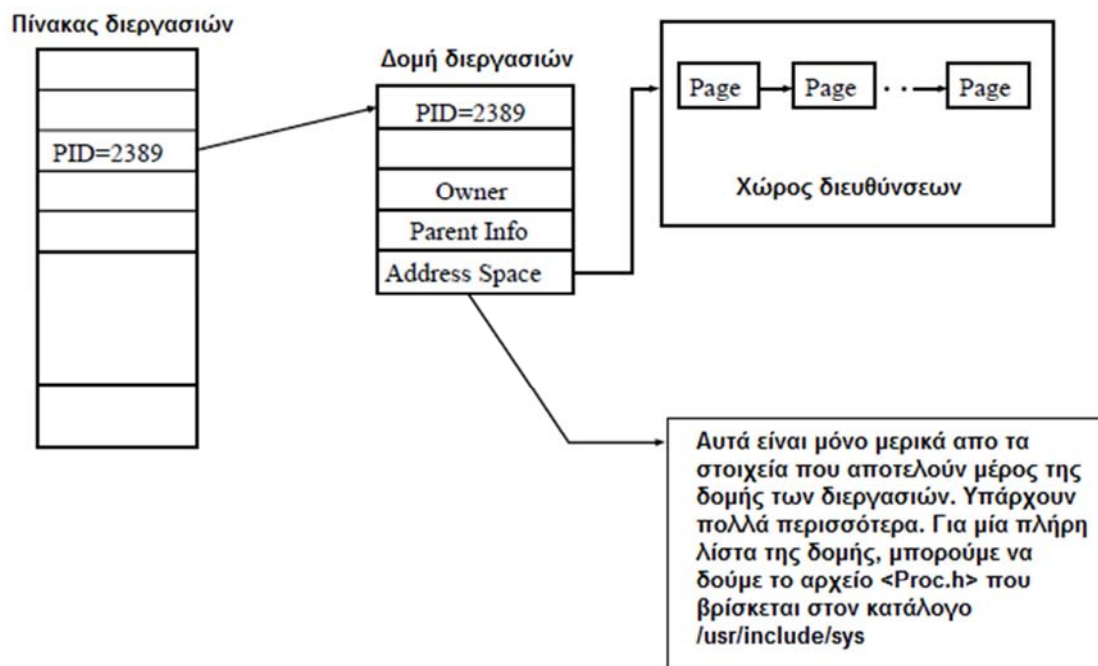 Πίνακας διεργασιών
PID=2389
Δομή διεργασιών
PID=2389
Owner
Parent Info
Address Space
Page
Page
. .
Page
Χώρος διευθύνσεων
Αυτά είναι μόνο μερικά απο τα
στοιχεία που αποτελούν μέρος της
δομής των διεργασιών. Υπάρχουν
πολλά περισσότερα. Για μία πλήρη
λίστα της δομής, μπορούμε να
δούμε το αρχείο <Proc.h> που
βρίσκεται στον κατάλογο
/usr/include/sys